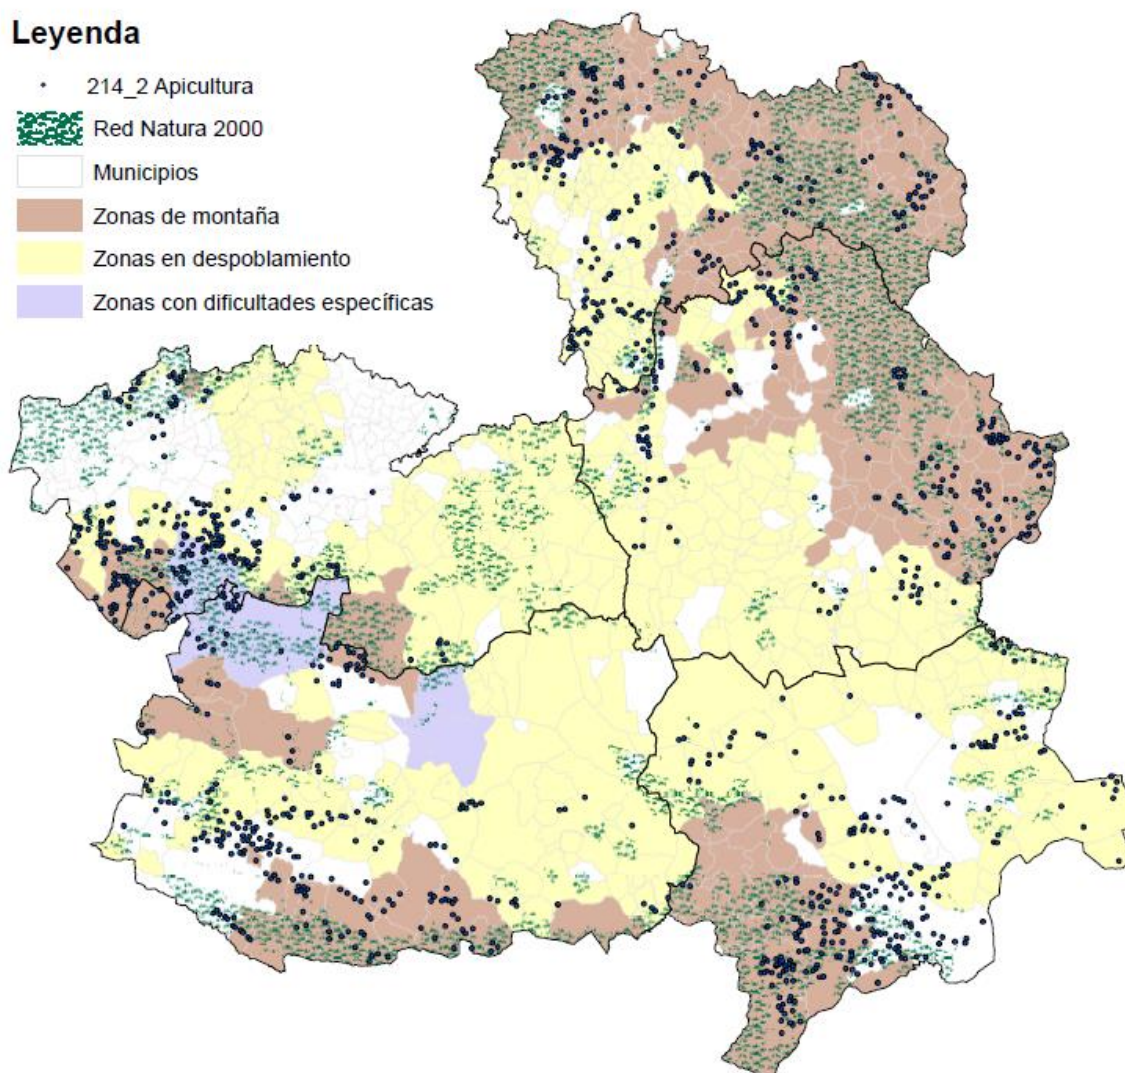 Leyenda
214_2 Apicultura
Red Natura 2000
Municipios
Zonas de montaña
Zonas en despoblamiento
Zonas con dificultades específicas